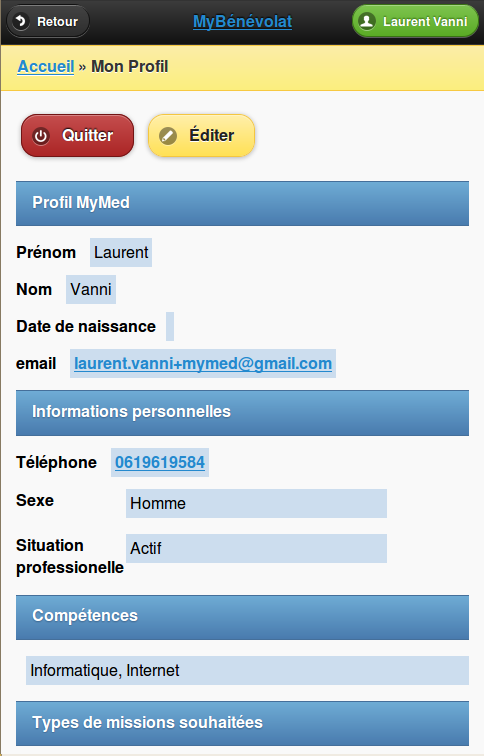 Retour MyBénévolat Laurent Vanni
Accueil » Mon Profil
Quitter Éditer
Profil MyMed
Prénom Laurent
Nom Vanni
Date de naissance
email laurent.vanni+mymed@gmail.com
Informations personnelles
Téléphone 0619619584
Sexe Homme
Situation Actif
professionelle
Compétences
Informatique, Internet
Types de missions souhaitées